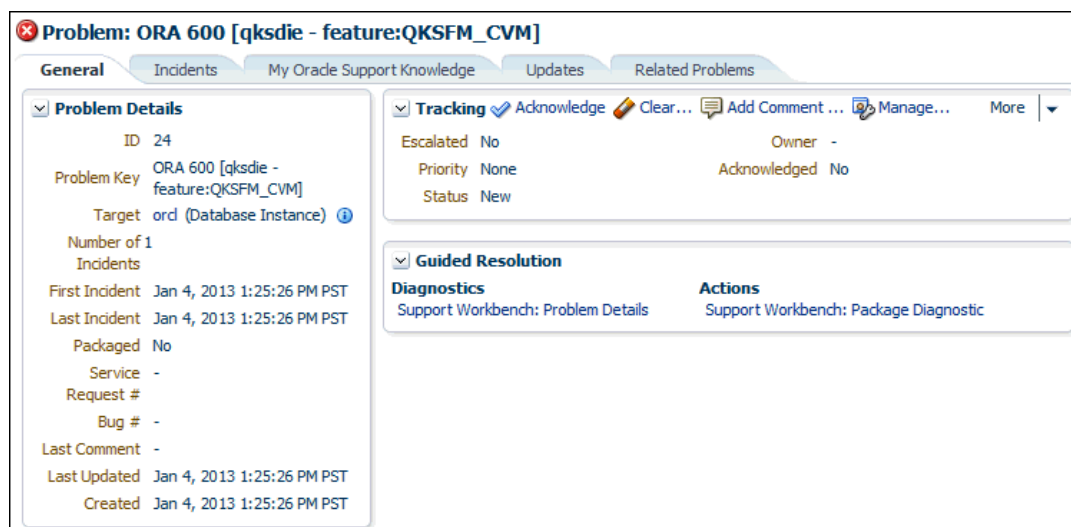 Problem: ORA 600 [qksdie - feature:QKSFM_CVM]
General Incidents My Oracle Support Knowledge Updates Related Problems
Problem Details
ID 24
Problem Key ORA 600 [qksdie -
feature:QKSFM_CVM]
Target orcl (Database Instance)
Number of 1
Incidents
First Incident Jan 4, 2013 1:25:26 PM PST
Last Incident Jan 4, 2013 1:25:26 PM PST
Packaged No
Service -
Request #
Bug # -
Last Comment -
Last Updated Jan 4, 2013 1:25:26 PM PST
Created Jan 4, 2013 1:25:26 PM PST
Tracking Acknowledge Clear... Add Comment ... Manage... More
Escalated No Owner -
Priority None Acknowledged No
Status New
Guided Resolution
Diagnostics Actions
Support Workbench: Problem Details Support Workbench: Package Diagnostic